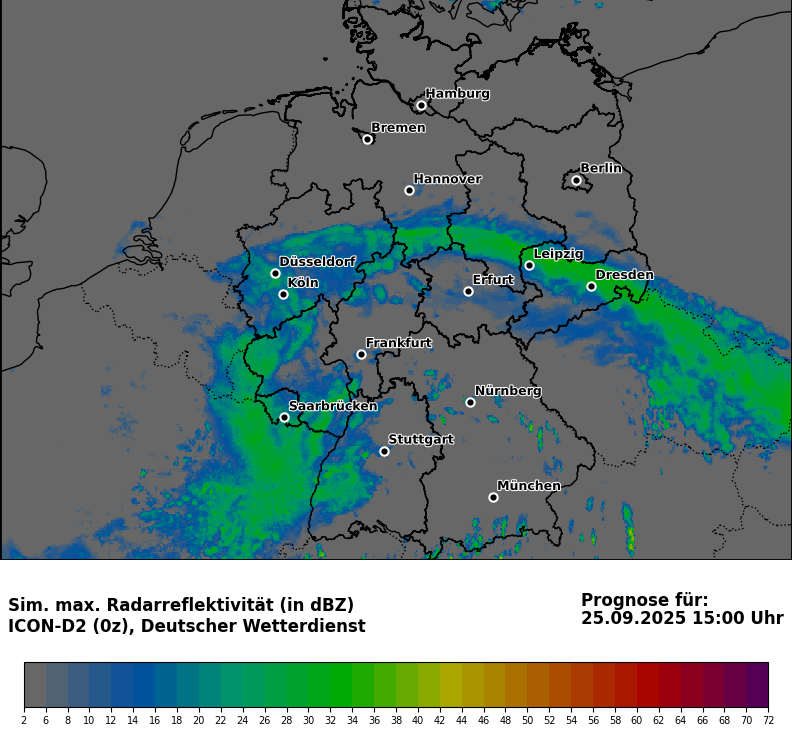 Hamburg
Bremen
Berlin
Hannover
Leipzig
Düsseldorf
Dresden
Köln
Erfurt
Frankfurt
Nürnberg
Saarbrücken
Stuttgart
München
Sim. max. Radarreflektivität (in dBZ)
ICON-D2 (0z), Deutscher Wetterdienst
Prognose für:
25.09.2025 15:00 Uhr
2 6 8 10 12 14 16 18 20 22 24 26 28 30 32 34 36 38 40 42 44 46 48 50 52 54 56 58 60 62 64 66 68 70 72